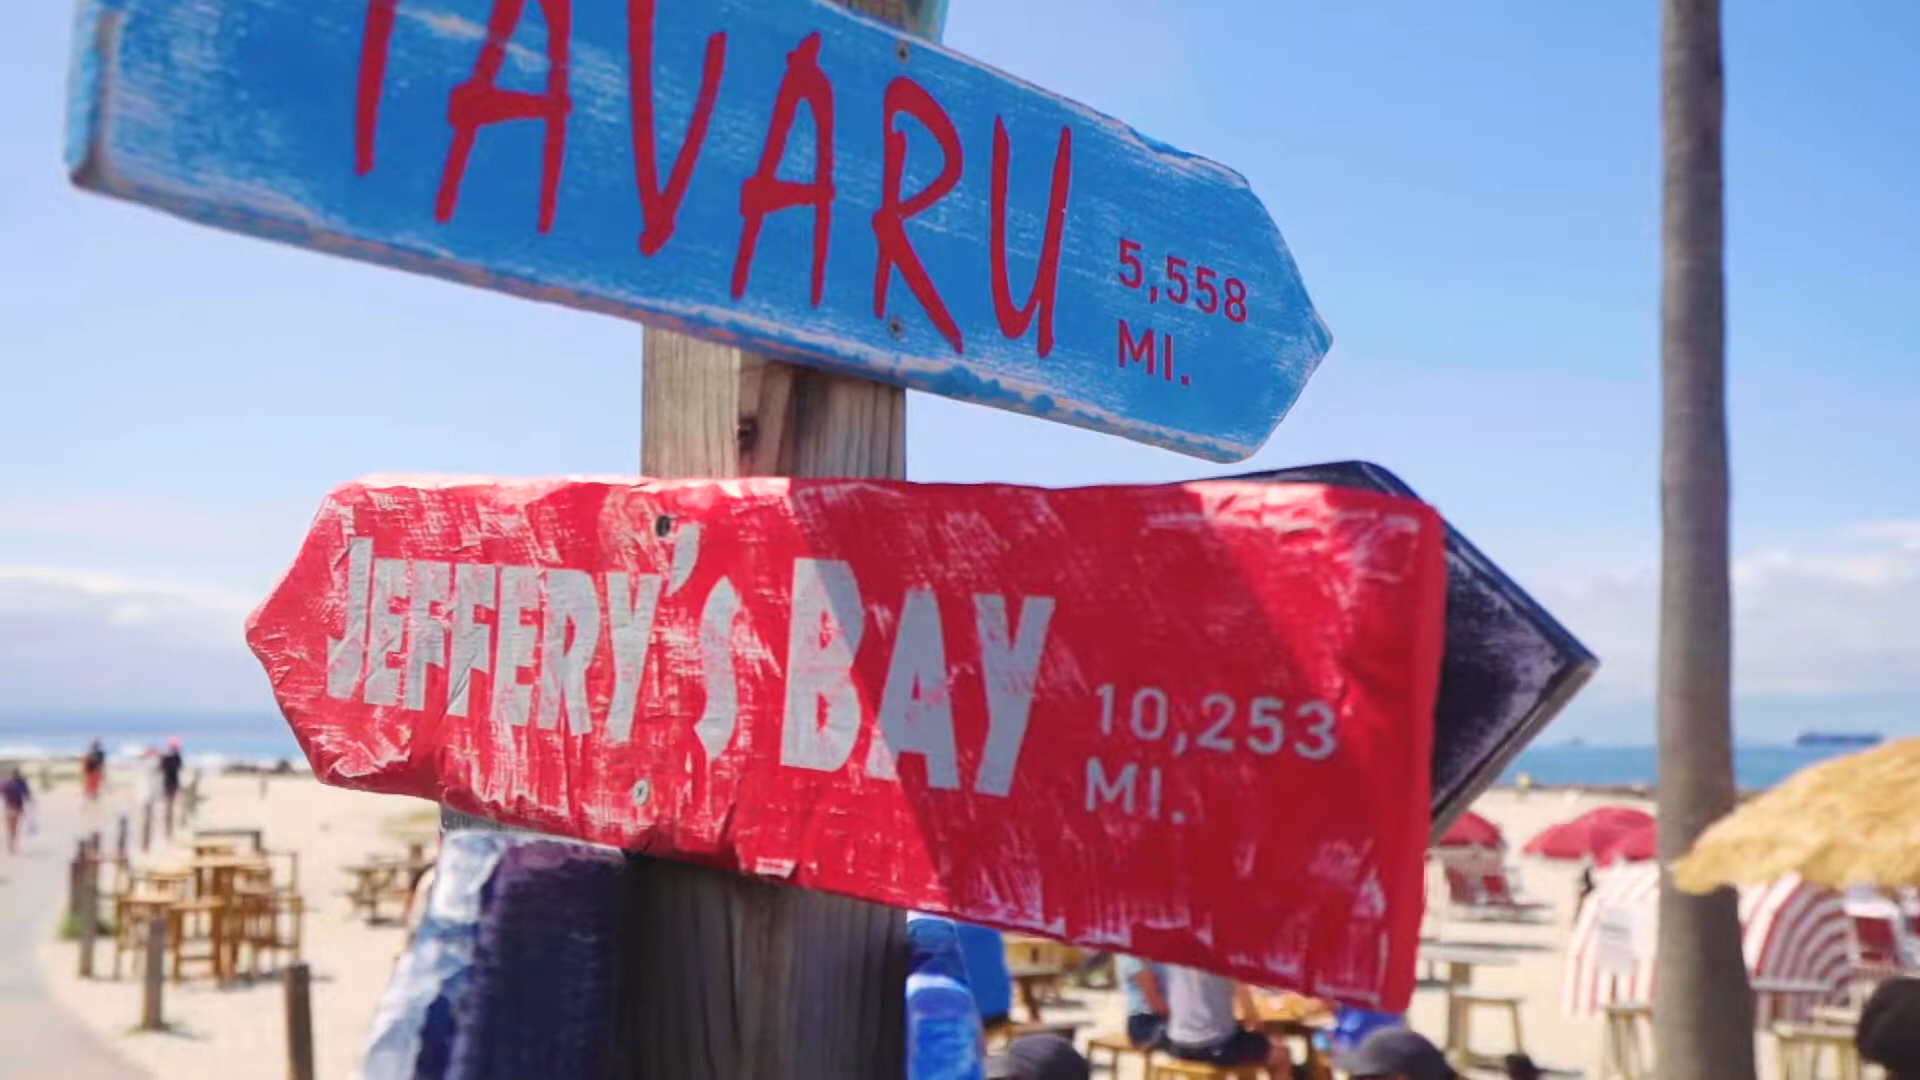 TAVARU
5,558
MI.
JEFFERY'S BAY
10,253
MI.